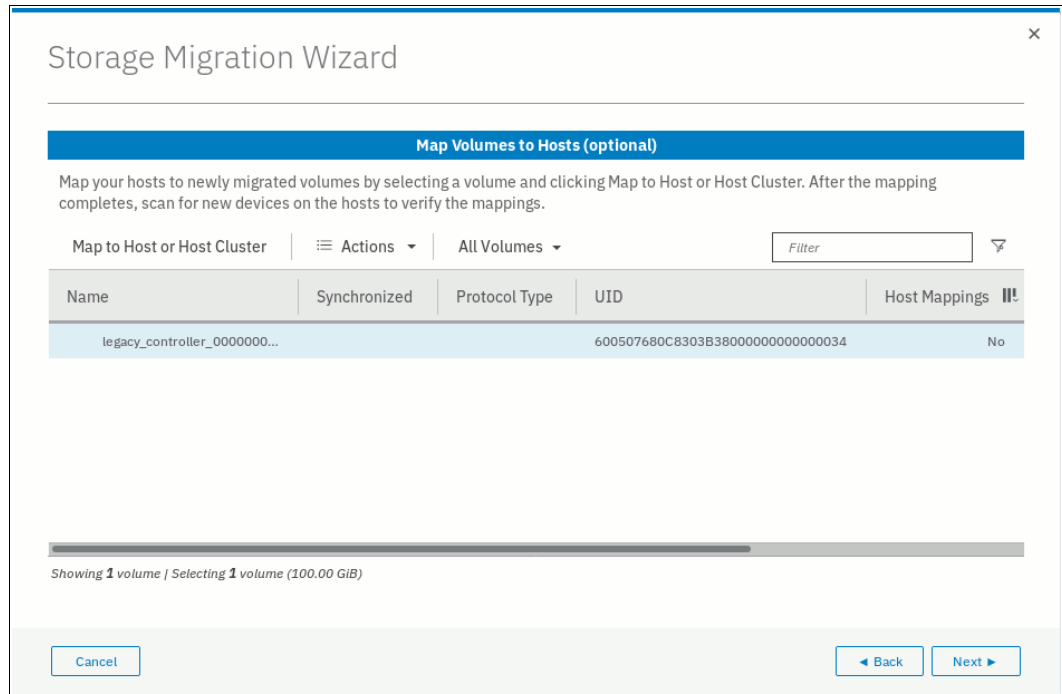 Storage Migration Wizard
Map Volumes to Hosts (optional)
Map your hosts to newly migrated volumes by selecting a volume and clicking Map to Host or Host Cluster. After the mapping
completes, scan for new devices on the hosts to verify the mappings.
Map to Host or Host Cluster Actions All Volumes Filter
Name Synchronized Protocol Type UID Host Mappings
legacy_controller_0000000... 600507680C8303B38000000000000034 No
Showing 1 volume | Selecting 1 volume (100.00 GiB)
Cancel Back Next